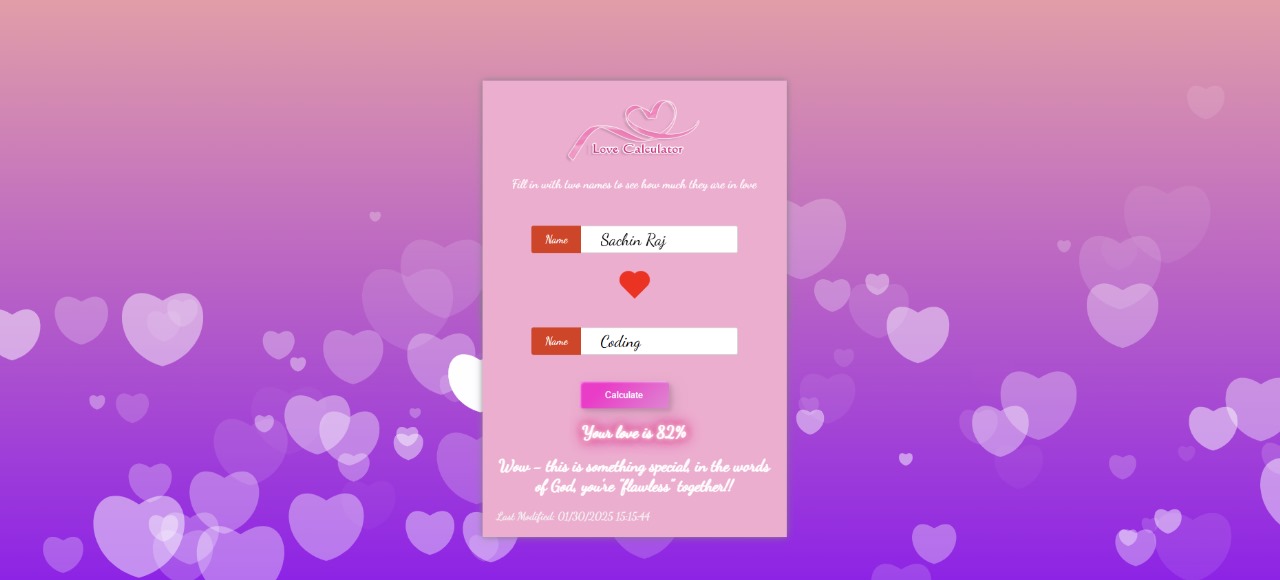 Love Calculator
Fill in with two names to see how much they are in love
Name Sachin Raj
Name Coding
Calculate
Your love is 82%
Wow - this is something special, in the words
of God, you're "flawless" together!!
Last Modified: 01/30/2025 15:15:44